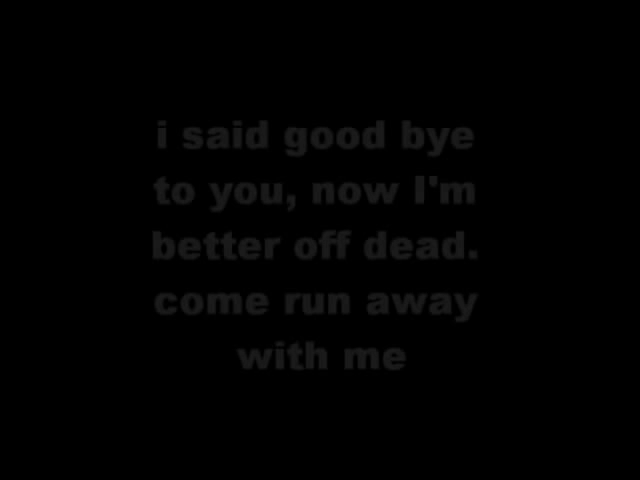 i said good bye
to you, now I'm
better off dead.
come run away
with me